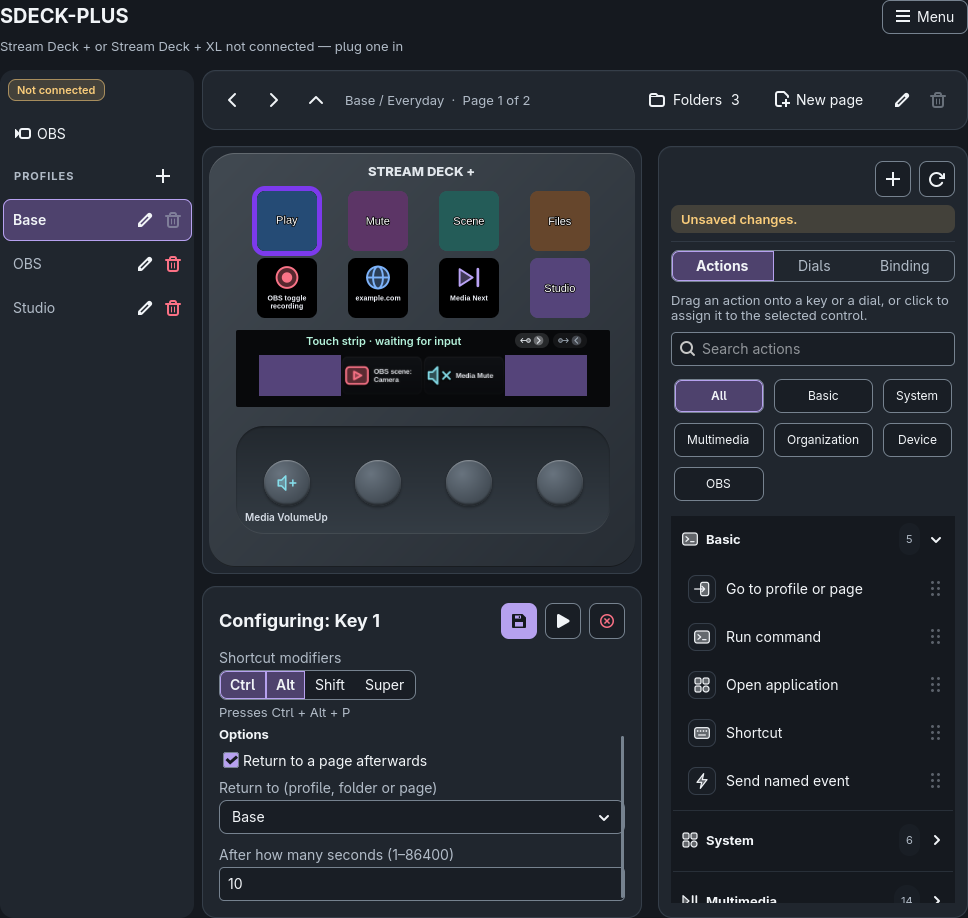 SDECK-PLUS
Menu
Stream Deck + or Stream Deck + XL not connected — plug one in
Not connected
OBS
PROFILES
Base
OBS
Studio
Base / Everyday · Page 1 of 2
Folders 3
New page
STREAM DECK +
Play
Mute
Scene
Files
OBS toggle
recording
example.com
Media Next
Studio
Touch strip · waiting for input
OBS scene:
Camera
Media Mute
Media VolumeUp
Configuring: Key 1
Shortcut modifiers
Ctrl Alt Shift Super
Presses Ctrl + Alt + P
Options
Return to a page afterwards
Return to (profile, folder or page)
Base
After how many seconds (1–86400)
10
Unsaved changes.
Actions Dials Binding
Drag an action onto a key or a dial, or click to
assign it to the selected control.
Search actions
All Basic System
Multimedia Organization Device
OBS
Basic 5
Go to profile or page
Run command
Open application
Shortcut
Send named event
System 6
Multimedia 14